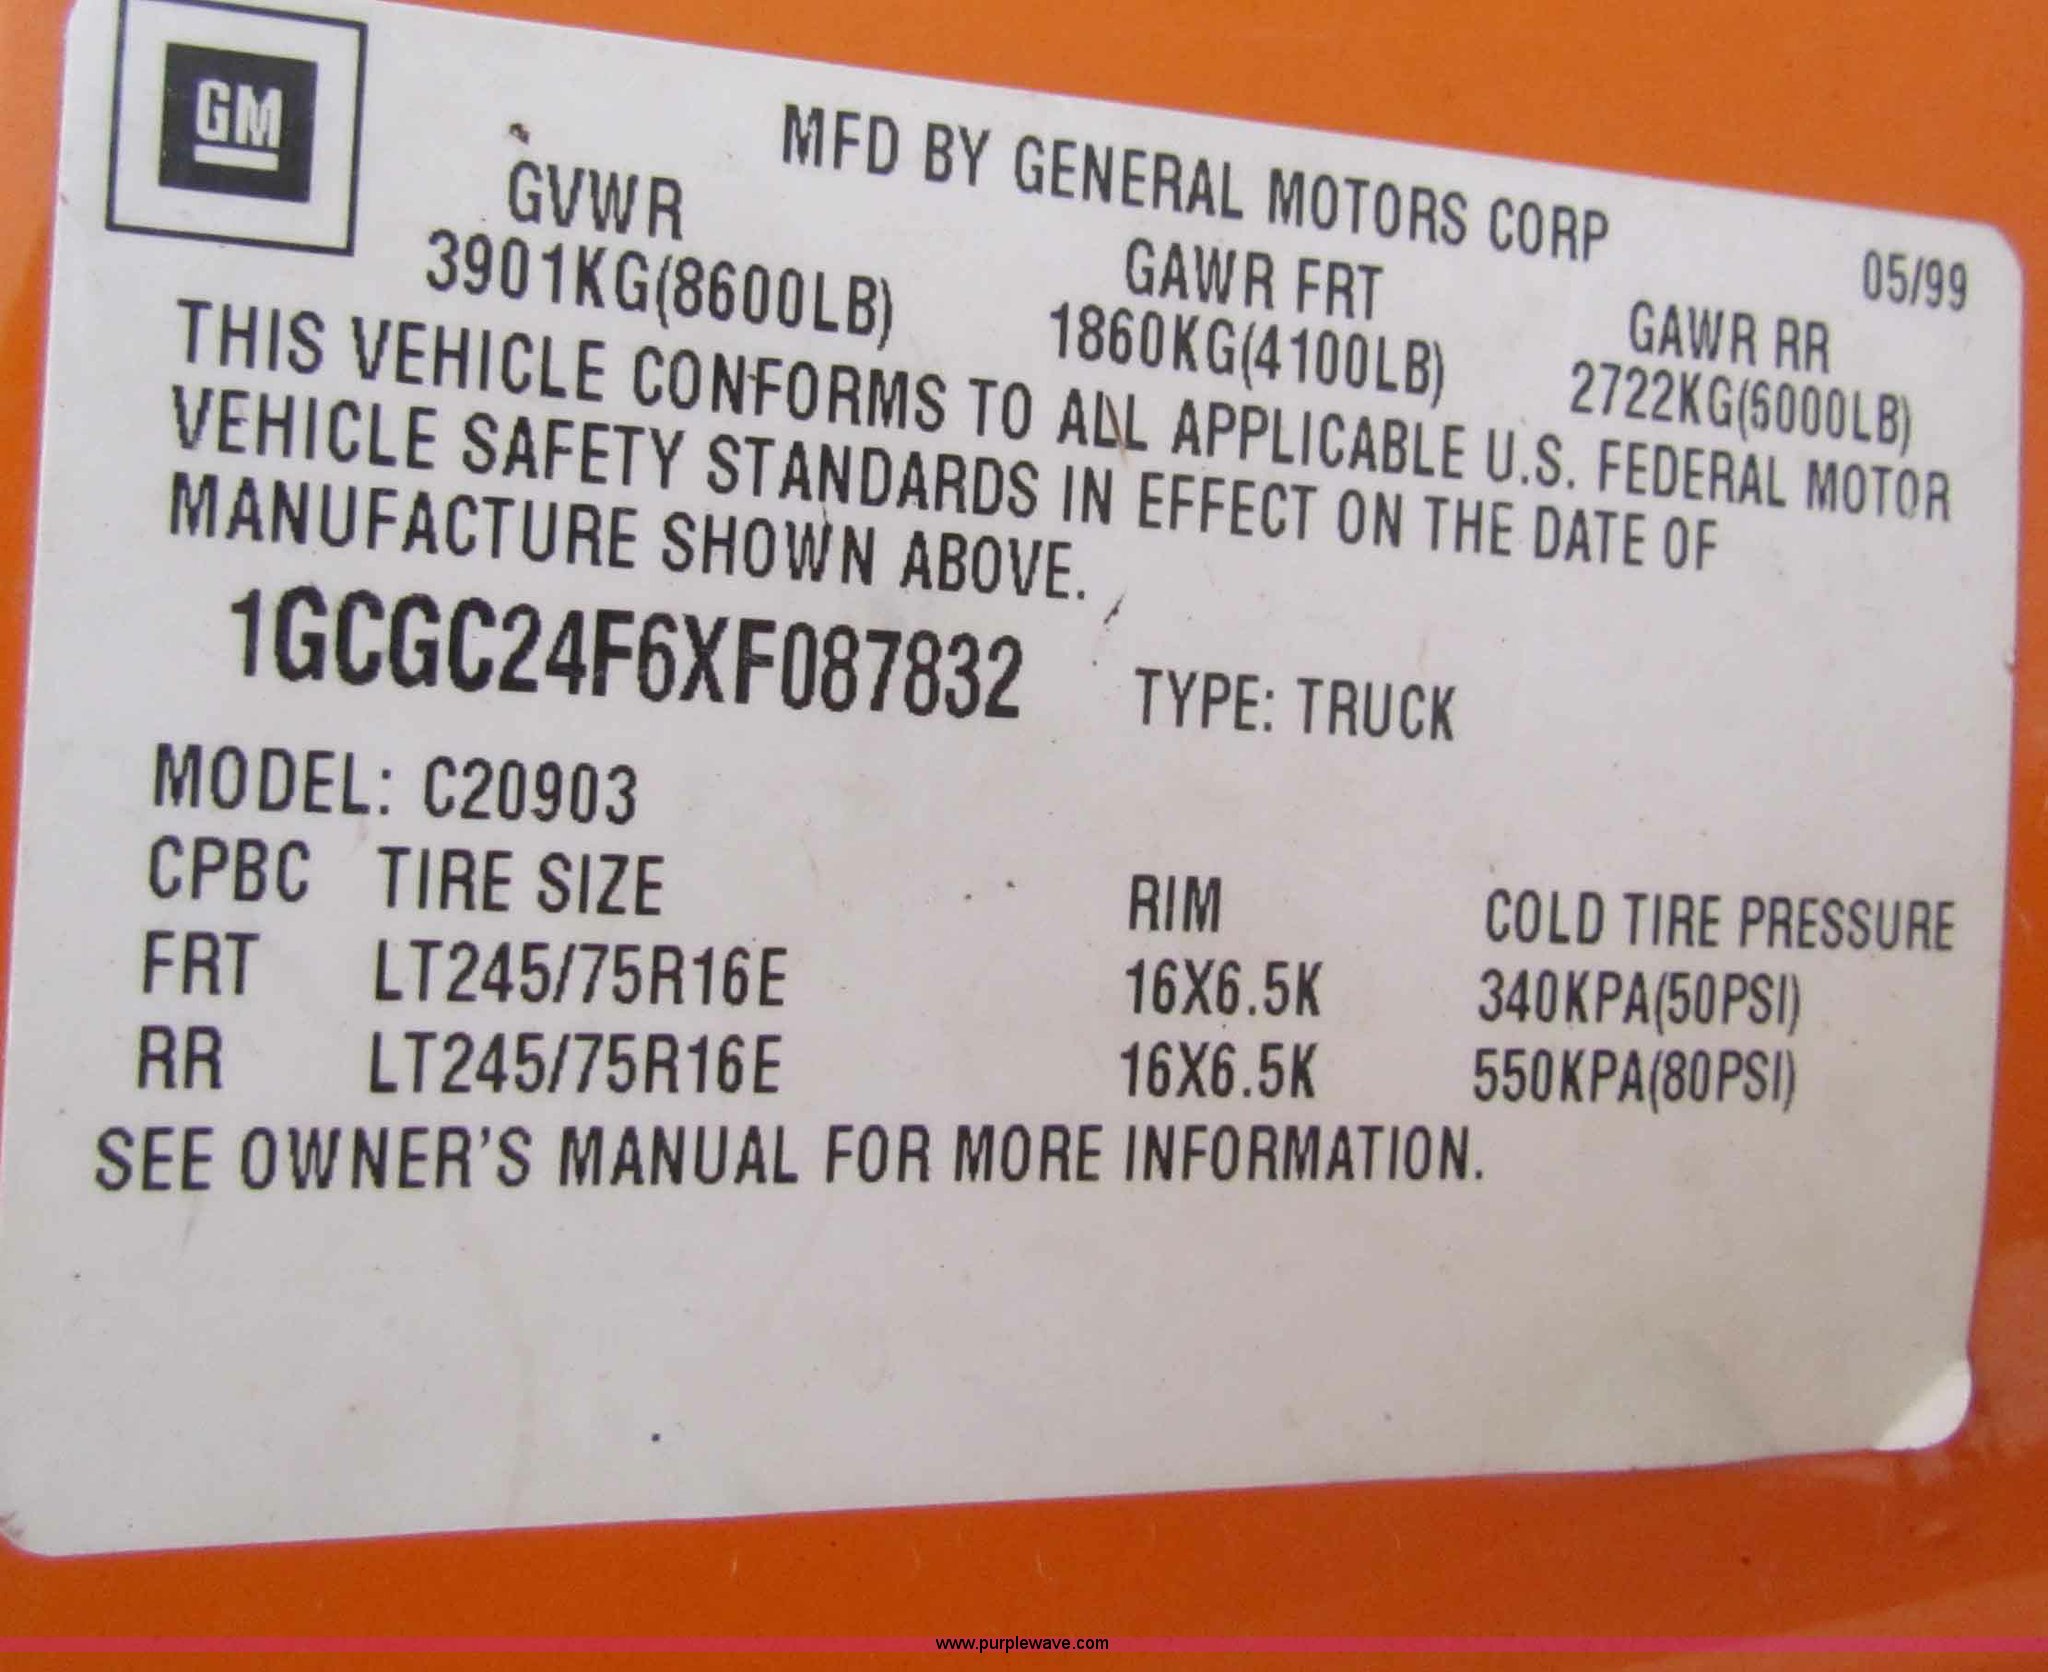 GM
MFD BY GENERAL MOTORS CORP
05/99
GVWR
GAWR FRT
GAWR RR
3901KG(8600LB)
1860KG(4100LB)
2722KG(6000LB)
THIS VEHICLE CONFORMS TO ALL APPLICABLE U.S. FEDERAL MOTOR
VEHICLE SAFETY STANDARDS IN EFFECT ON THE DATE OF
MANUFACTURE SHOWN ABOVE.
1GCGC24F6XF087832 TYPE: TRUCK
MODEL: C20903
CPBC TIRE SIZE RIM COLD TIRE PRESSURE
FRT LT245/75R16E 16X6.5K 340KPA(50PSI)
RR LT245/75R16E 16X6.5K 550KPA(80PSI)
SEE OWNER'S MANUAL FOR MORE INFORMATION.
www.purplewave.com